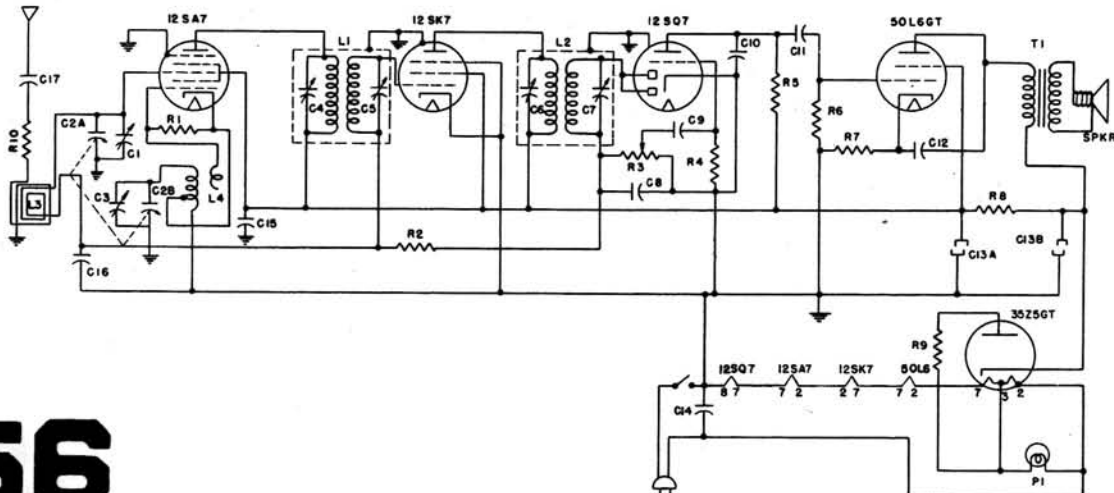 12SA7 12SK7 12SQ7 50L6GT
L1 L2 C10 C11 T1
C17
R5
C4 C5 C6 C7
R10 C2A R1 C9 R6 R7 C12 SPKR
C1 R3 R4
C3 C2B L4 C8
L3 R8
C15
R2 C13A C13B
C16
35Z5GT
R9
12SQ7 12SA7 12SK7 50L6
8 7 7 2 2 7 7 2 7 3 2
C14
P1
56